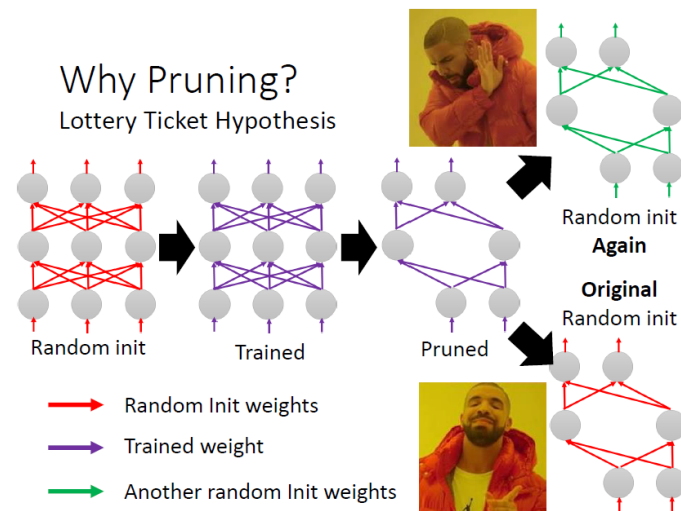 Why Pruning?
Lottery Ticket Hypothesis
Random init
Trained
Pruned
Random init
Again
Original
Random init
Random Init weights
Trained weight
Another random Init weights